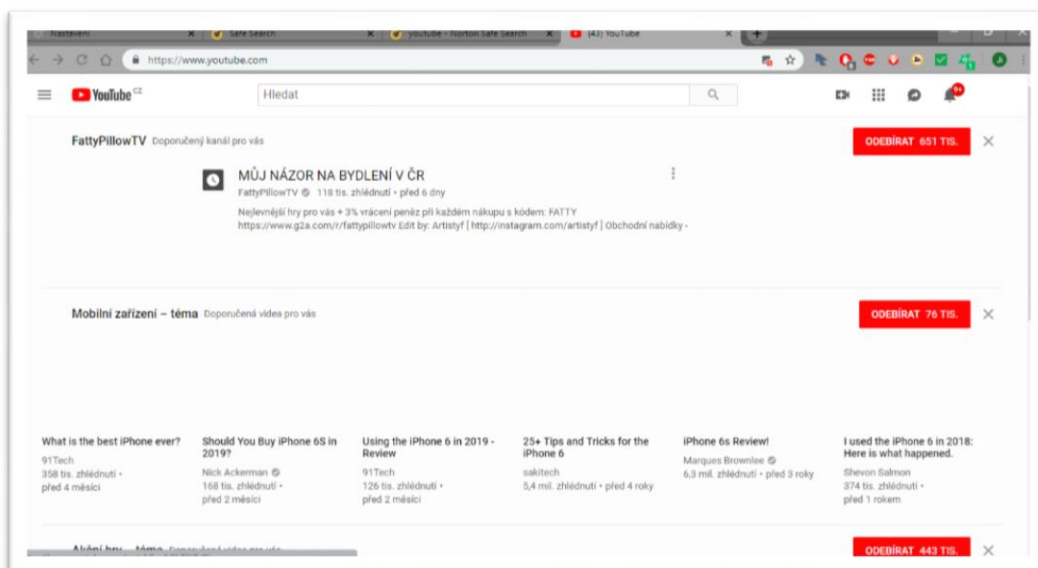 Nastavení
Safe Search
youtube - Norton Safe Search
(43) YouTube
https://www.youtube.com
YouTube CZ
Hledat
9+
FattyPillowTV Doporučený kanál pro vás
ODEBÍRAT 651 TIS.
MŮJ NÁZOR NA BYDLENÍ V ČR
FattyPillowTV 118 tis. zhlédnutí • před 6 dny
Nejlevnější hry pro vás + 3% vrácení peněz při každém nákupu s kódem: FATTY
https://www.g2a.com/r/fattypillowtv Edit by: Artistyf | http://instagram.com/artistyf | Obchodní nabídky -
Mobilní zařízení – téma Doporučená videa pro vás
ODEBÍRAT 76 TIS.
What is the best iPhone ever?
91Tech
358 tis. zhlédnutí •
před 4 měsíci
Should You Buy iPhone 6S in
2019?
Nick Ackerman
168 tis. zhlédnutí •
před 2 měsíci
Using the iPhone 6 in 2019 -
Review
91Tech
126 tis. zhlédnutí •
před 2 měsíci
25+ Tips and Tricks for the
iPhone 6
sakitech
5,4 mil. zhlédnutí • před 4 roky
iPhone 6s Review!
Marques Brownlee
6,3 mil. zhlédnutí • před 3 roky
I used the iPhone 6 in 2018:
Here is what happened.
Shevon Salmon
374 tis. zhlédnutí •
před 1 rokem
Akční hry – téma Doporučená videa pro vás
ODEBÍRAT 443 TIS.